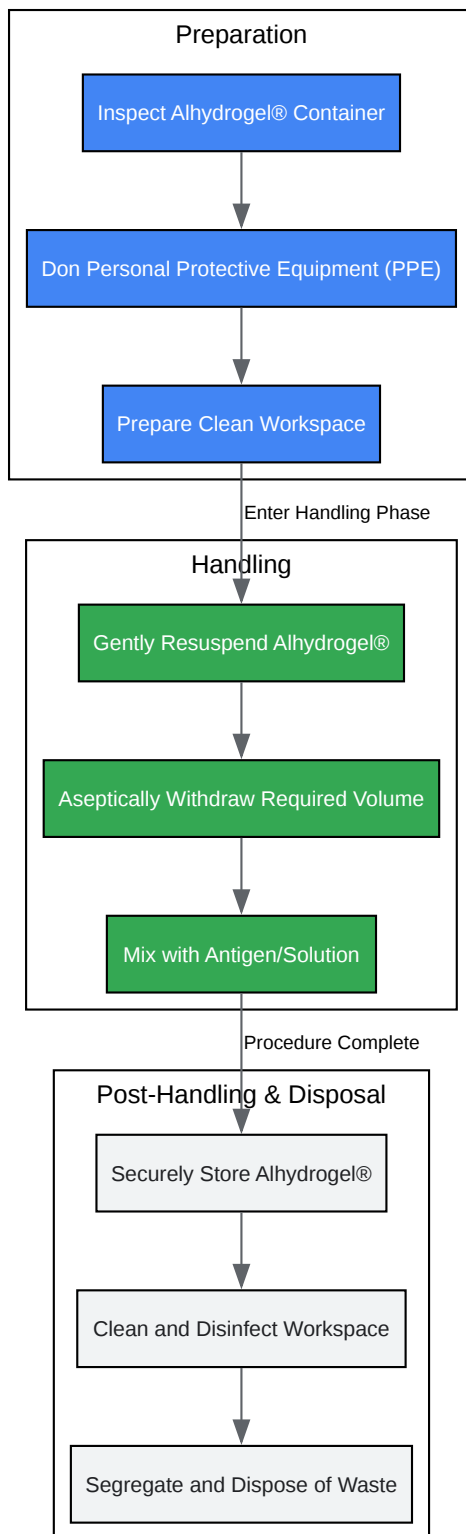 Preparation
Inspect Alhydrogel® Container
Don Personal Protective Equipment (PPE)
Prepare Clean Workspace
Enter Handling Phase
Handling
Gently Resuspend Alhydrogel®
Aseptically Withdraw Required Volume
Mix with Antigen/Solution
Procedure Complete
Post-Handling & Disposal
Securely Store Alhydrogel®
Clean and Disinfect Workspace
Segregate and Dispose of Waste